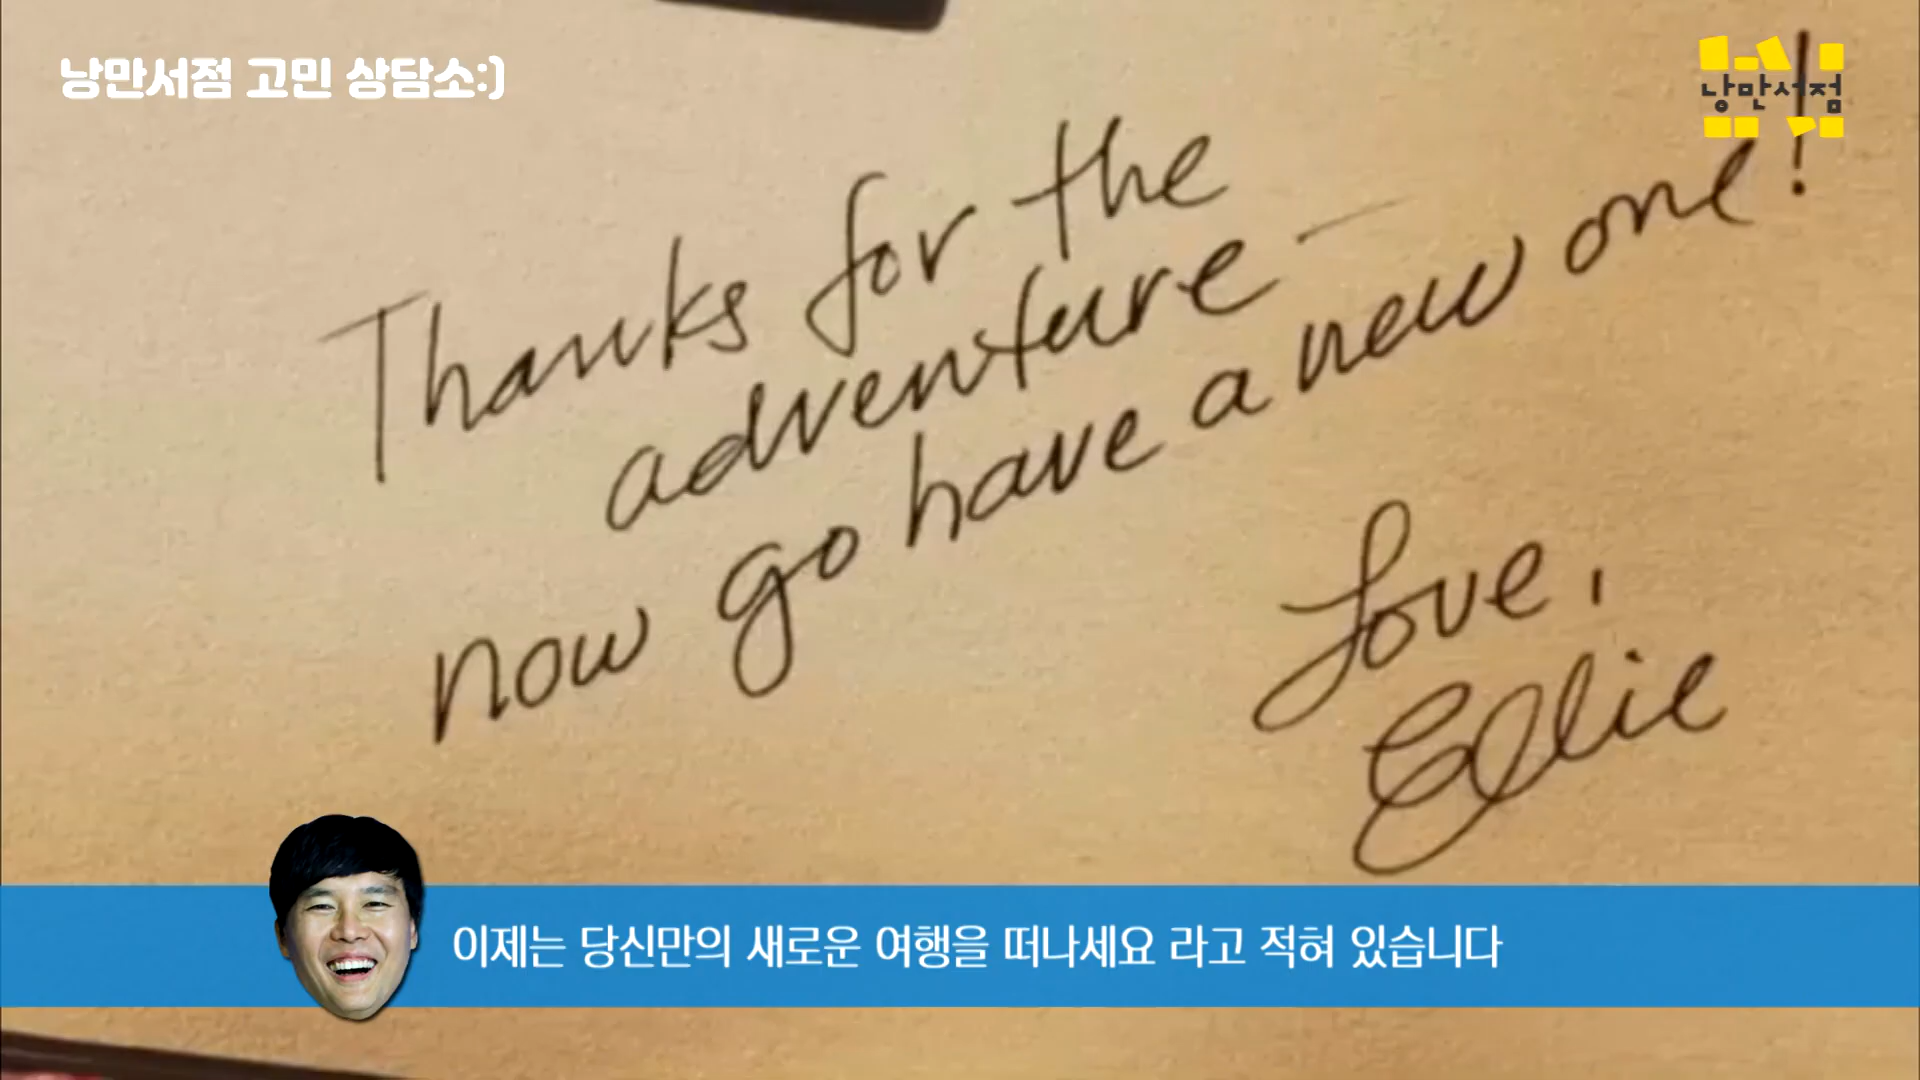 낭만서점 고민 상담소:)
낭만서점
Thanks for the
adventure –
now go have a new one!
Love,
Ellie
이제는 당신만의 새로운 여행을 떠나세요 라고 적혀 있습니다